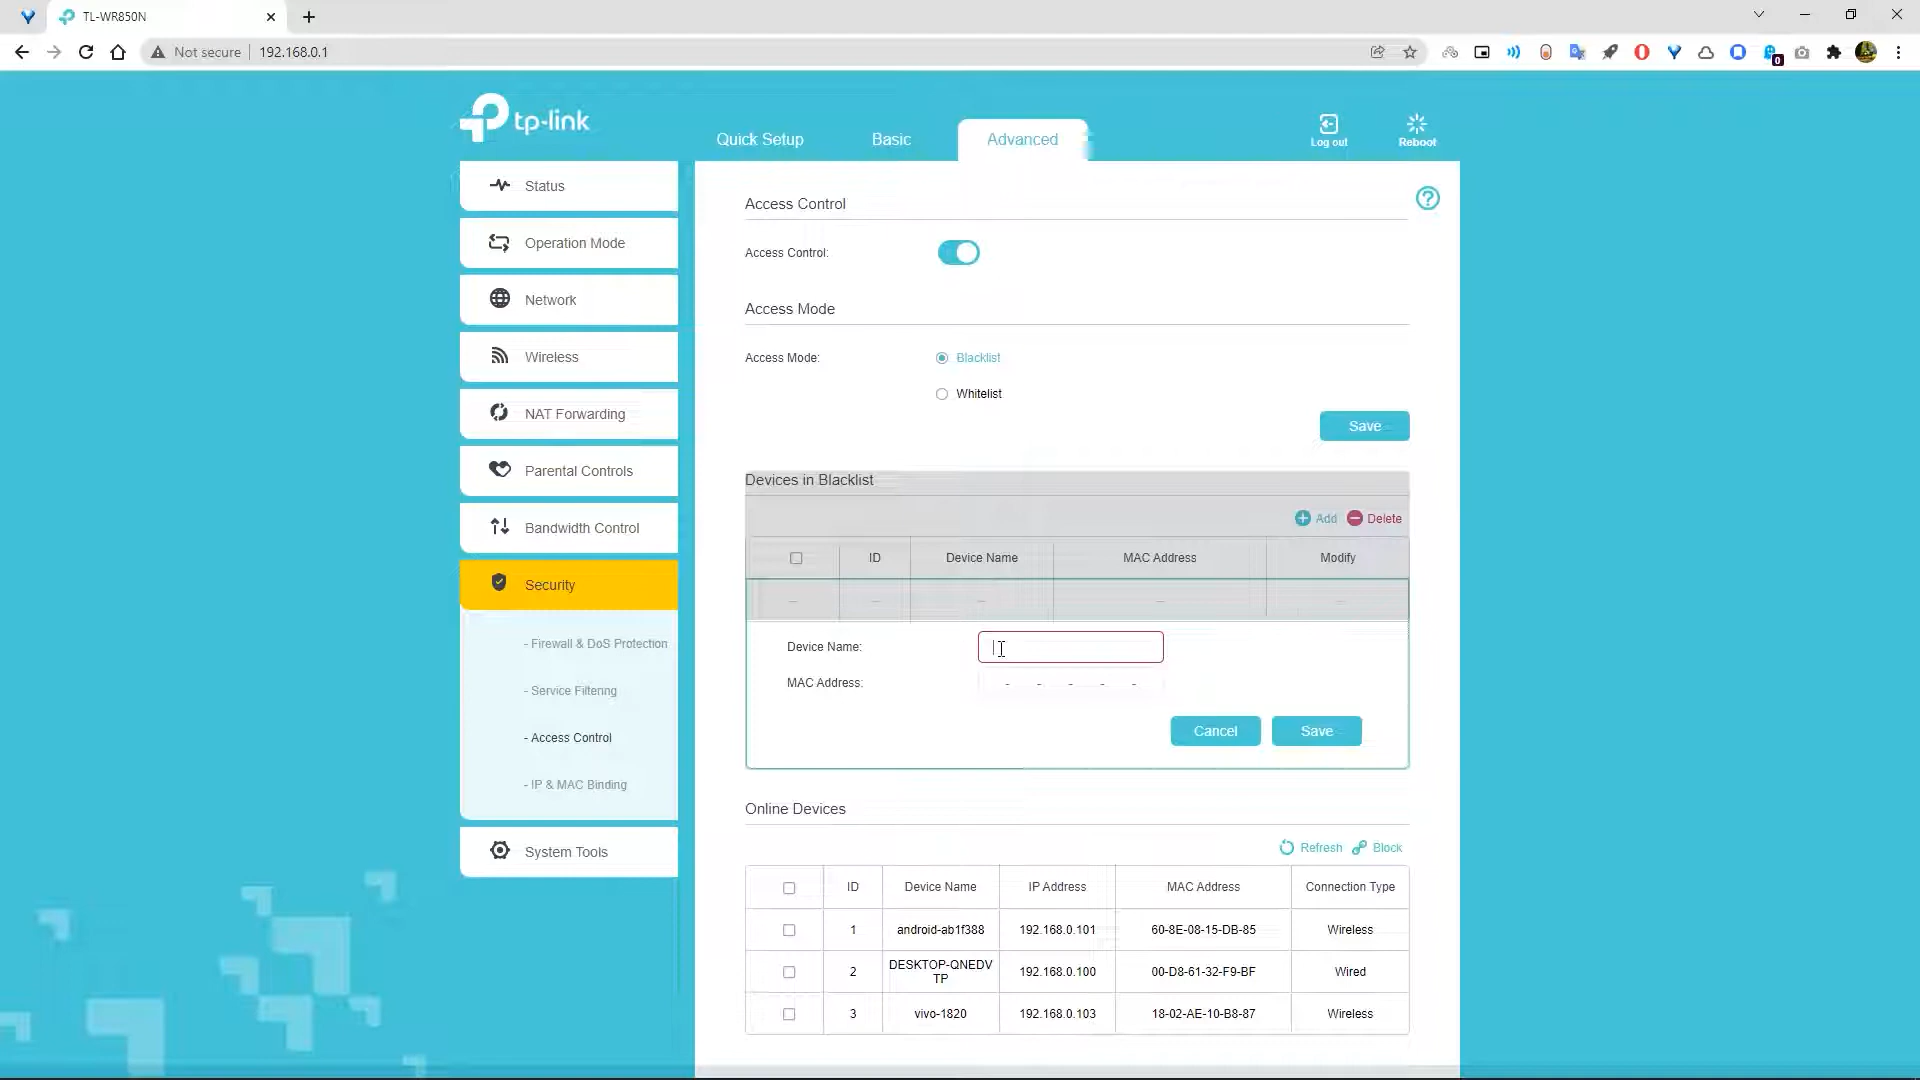 TL-WR850N
Not secure 192.168.0.1
0
tp-link
Quick Setup
Basic
Advanced
Log out
Reboot
Status
Operation Mode
Network
Wireless
NAT Forwarding
Parental Controls
Bandwidth Control
Security
- Firewall & DoS Protection
- Service Filtering
- Access Control
- IP & MAC Binding
System Tools
Access Control
Access Control:
Access Mode
Access Mode:
Blacklist
Whitelist
Save
Devices in Blacklist
Add Delete
ID Device Name MAC Address Modify
-- -- -- -- --
Device Name:
MAC Address: - - - - -
Cancel Save
Online Devices
Refresh Block
ID Device Name IP Address MAC Address Connection Type
1 android-ab1f388 192.168.0.101 60-8E-08-15-DB-85 Wireless
2 DESKTOP-QNEDV 192.168.0.100 00-D8-61-32-F9-BF Wired
TP
3 vivo-1820 192.168.0.103 18-02-AE-10-B8-87 Wireless